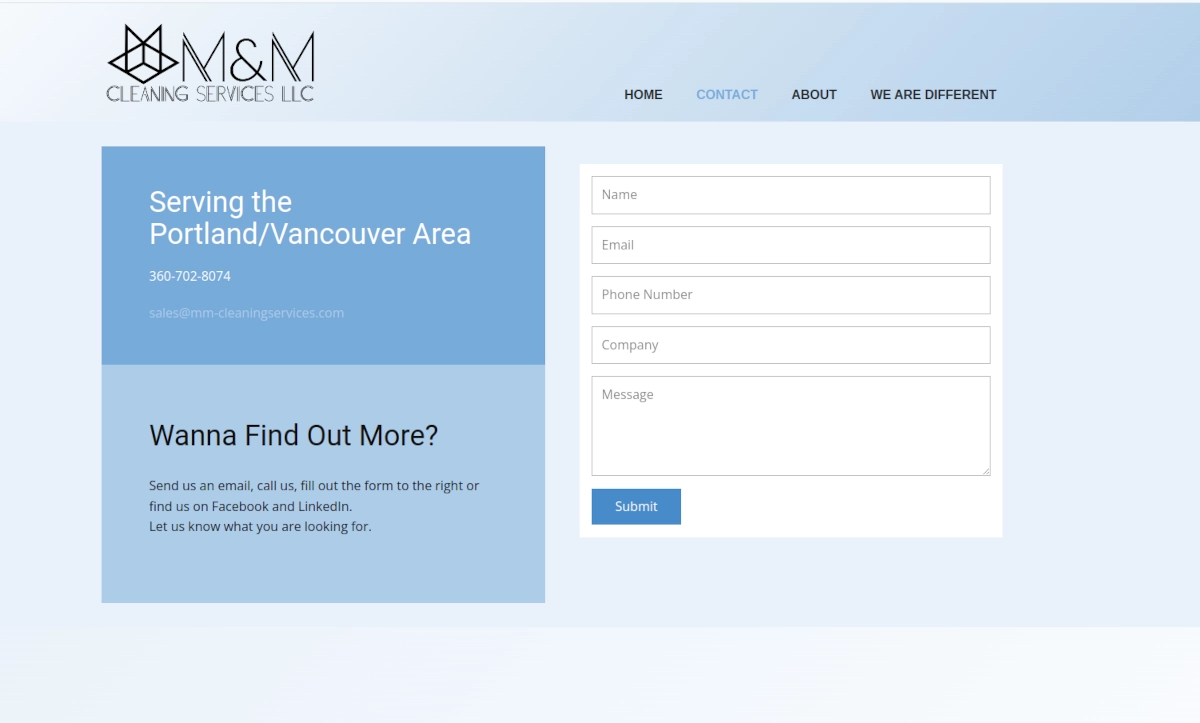 M&M
CLEANING SERVICES LLC
HOME CONTACT ABOUT WE ARE DIFFERENT
Serving the
Portland/Vancouver Area
360-702-8074
sales@mm-cleaningservices.com
Wanna Find Out More?
Send us an email, call us, fill out the form to the right or
find us on Facebook and LinkedIn.
Let us know what you are looking for.
Name
Email
Phone Number
Company
Message
Submit